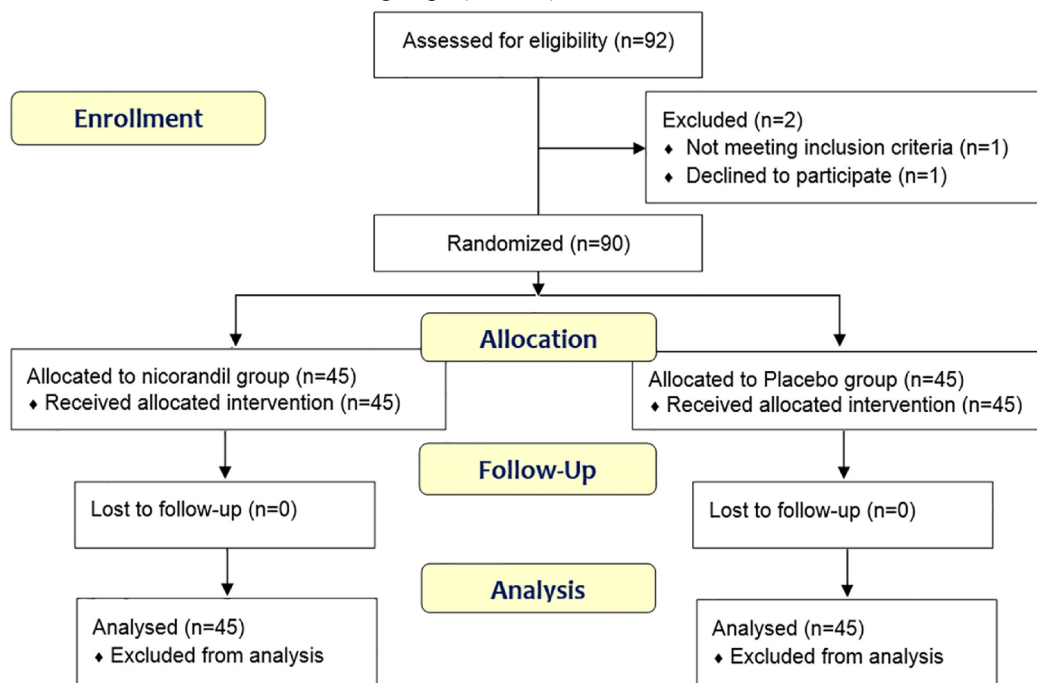 Assessed for eligibility (n=92)
Enrollment
Excluded (n=2)
♦ Not meeting inclusion criteria (n=1)
♦ Declined to participate (n=1)
Randomized (n=90)
Allocation
Allocated to nicorandil group (n=45)
♦ Received allocated intervention (n=45)
Allocated to Placebo group (n=45)
♦ Received allocated intervention (n=45)
Follow-Up
Lost to follow-up (n=0)
Lost to follow-up (n=0)
Analysis
Analysed (n=45)
♦ Excluded from analysis
Analysed (n=45)
♦ Excluded from analysis